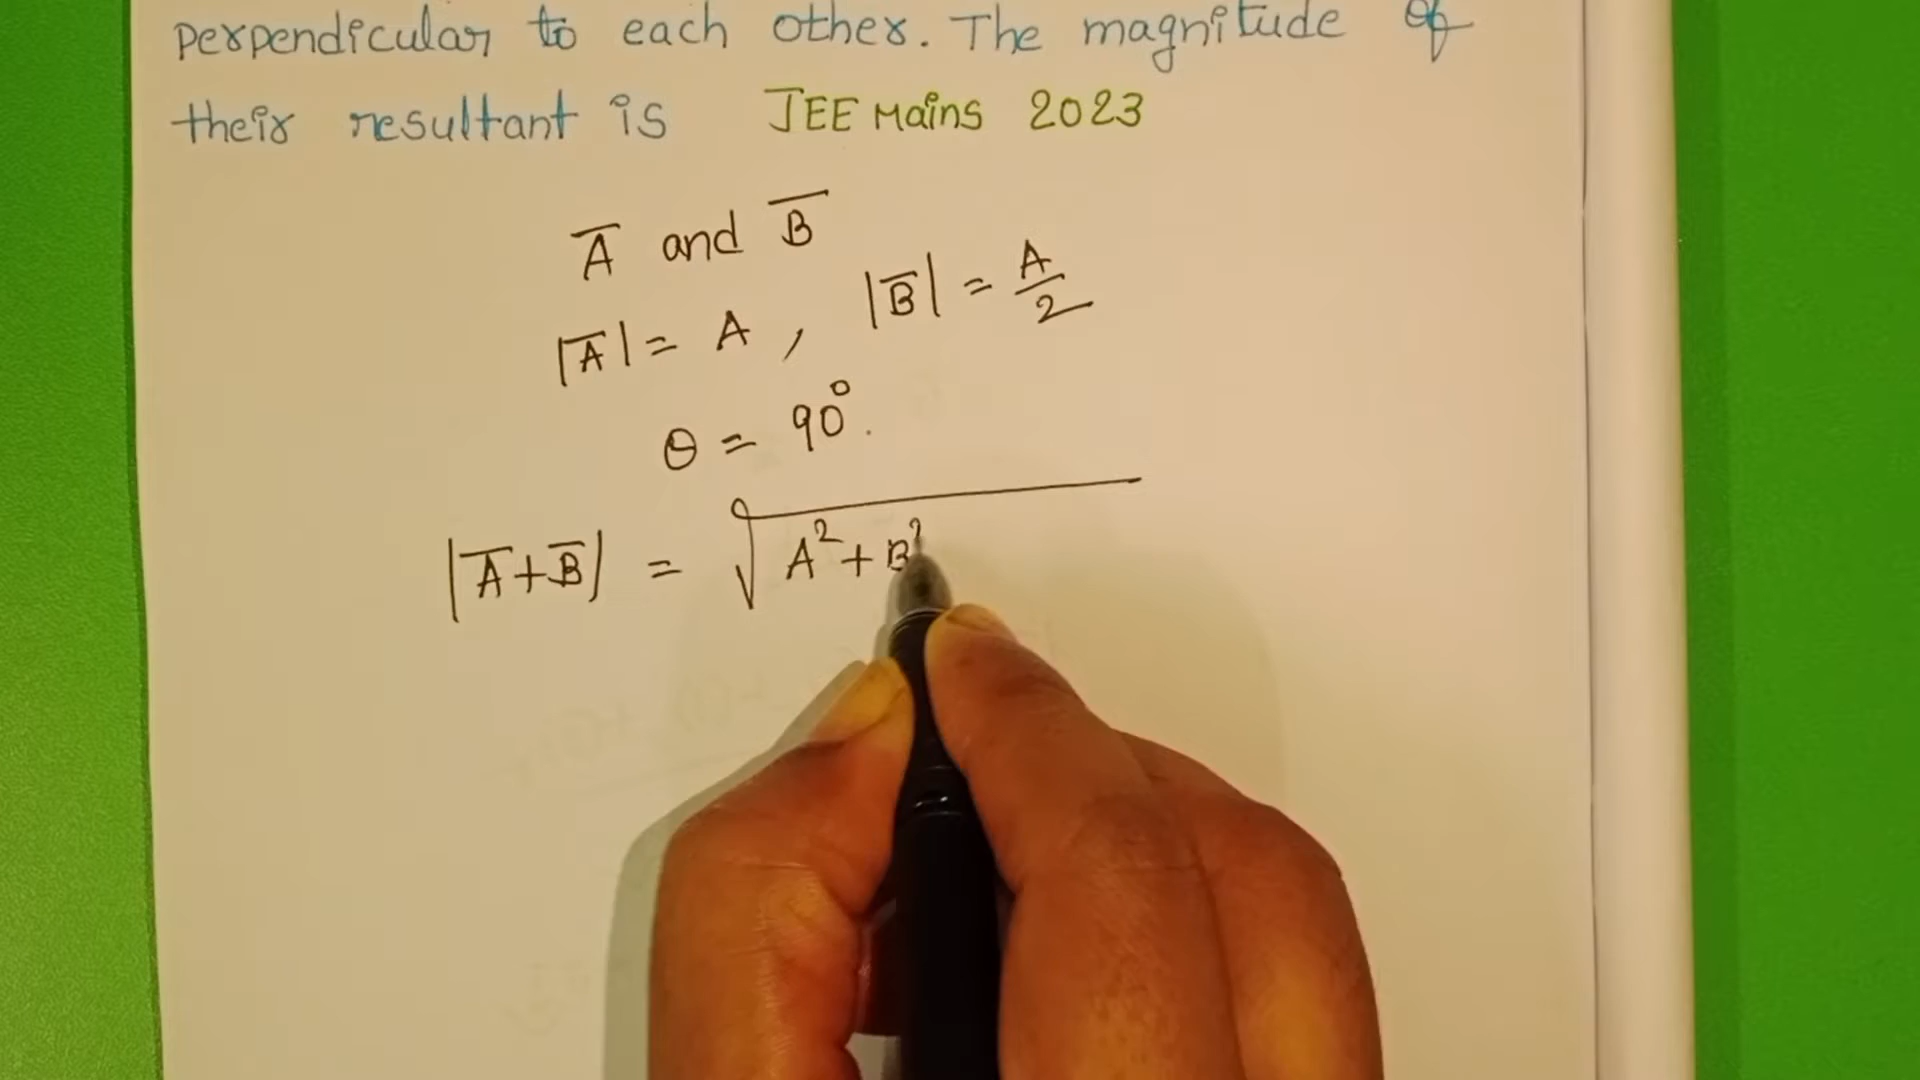 perpendicular to each other. The magnitude of
their resultant is JEE Mains 2023
A̅ and B̅
|A̅| = A , |B̅| = A/2
θ = 90°.
|A̅+B̅| = √A²+B²